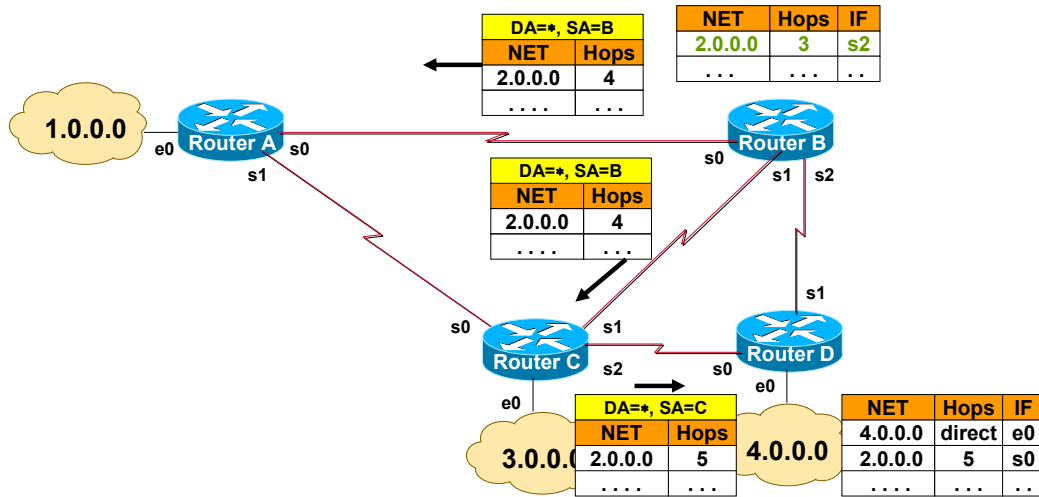 DA=*, SA=B
NET Hops
2.0.0.0 4
. . . . . . .
NET Hops IF
2.0.0.0 3 s2
. . . . . . . .
1.0.0.0
e0
Router A
s0
s1
Router B
s0
s1
s2
DA=*, SA=B
NET Hops
2.0.0.0 4
. . . . . . .
s0
Router C
s1
s2
e0
s1
Router D
s0
e0
3.0.0.0
DA=*, SA=C
NET Hops
2.0.0.0 5
. . . . . . .
4.0.0.0
NET Hops IF
4.0.0.0 direct e0
2.0.0.0 5 s0
. . . . . . . . .